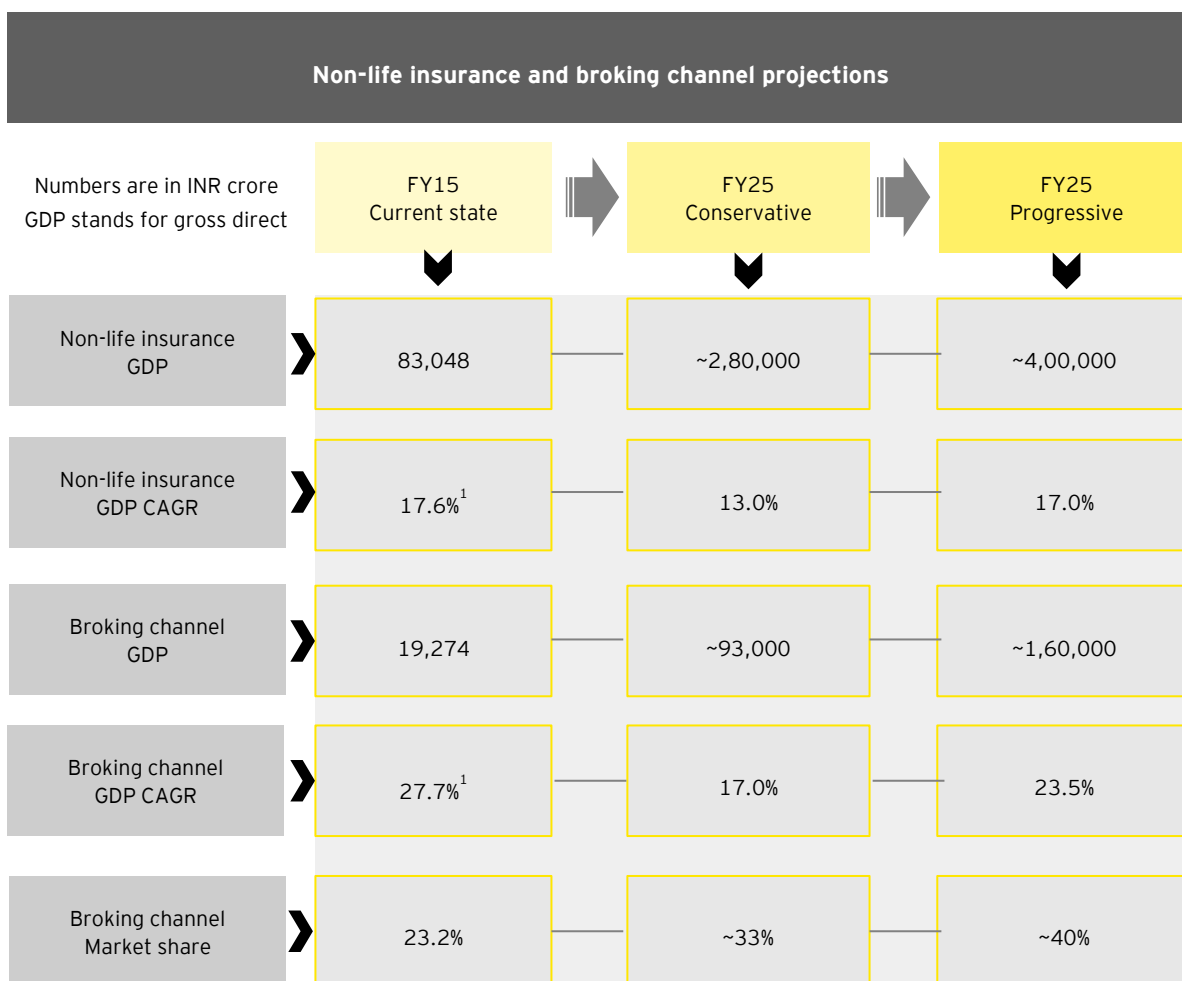 Non-life insurance and broking channel projections
Numbers are in INR crore
GDP stands for gross direct
FY15
Current state
FY25
Conservative
FY25
Progressive
Non-life insurance
GDP
83,048
~2,80,000
~4,00,000
Non-life insurance
GDP CAGR
17.6%1
13.0%
17.0%
Broking channel
GDP
19,274
~93,000
~1,60,000
Broking channel
GDP CAGR
27.7%1
17.0%
23.5%
Broking channel
Market share
23.2%
~33%
~40%